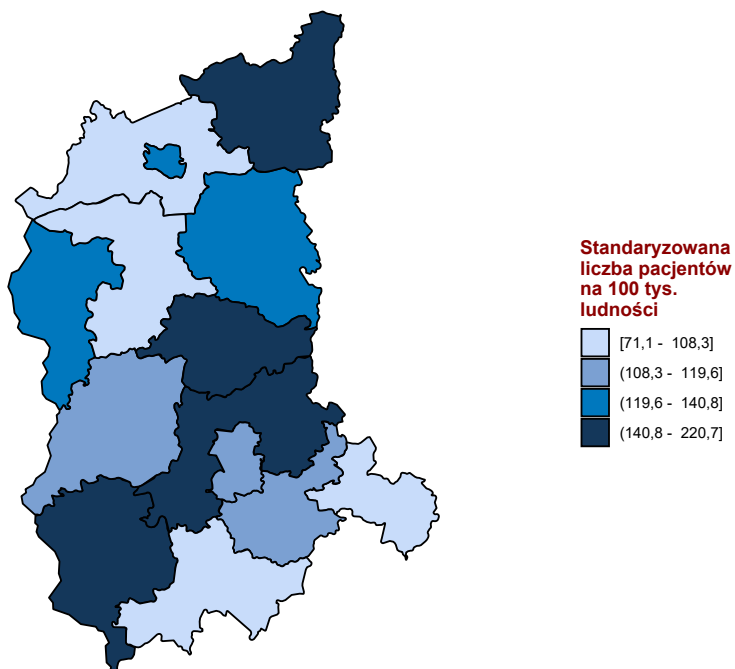 Standaryzowana
liczba pacjentów
na 100 tys.
ludności
[71,1 - 108,3]
(108,3 - 119,6]
(119,6 - 140,8]
(140,8 - 220,7]